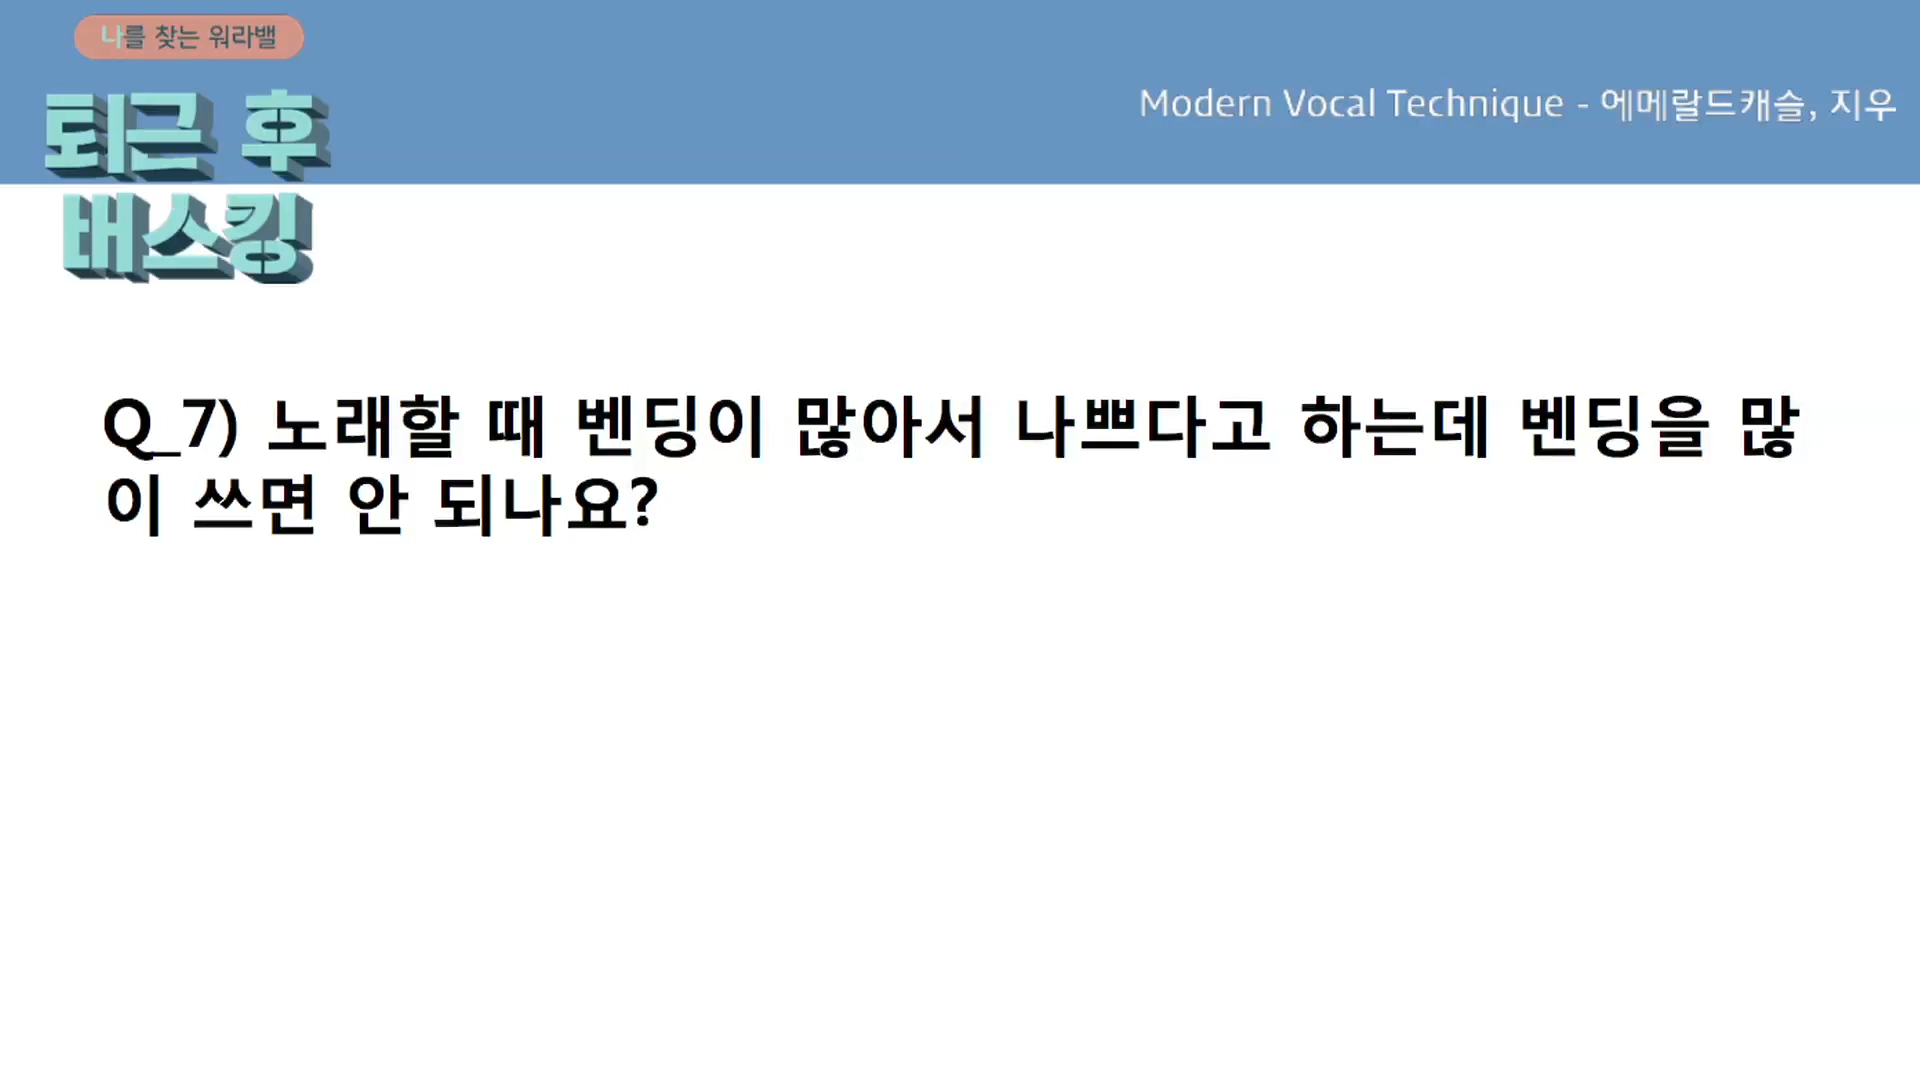 나를 찾는 워라밸
퇴근 후
버스킹
Modern Vocal Technique - 에메랄드캐슬, 지우
Q_7) 노래할 때 벤딩이 많아서 나쁘다고 하는데 벤딩을 많
이 쓰면 안 되나요?